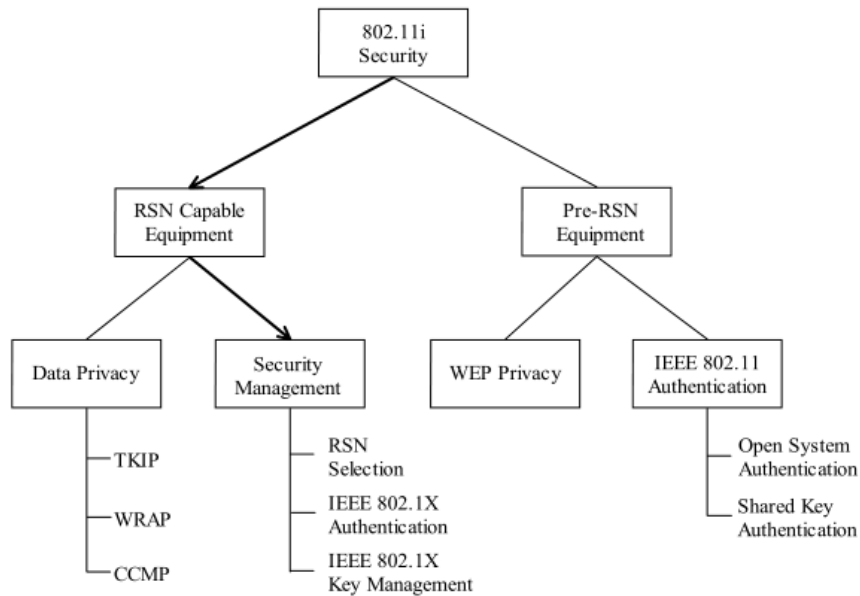 802.11i
Security
RSN Capable
Equipment
Pre-RSN
Equipment
Data Privacy
Security
Management
WEP Privacy
IEEE 802.11
Authentication
TKIP
WRAP
CCMP
RSN
Selection
IEEE 802.1X
Authentication
IEEE 802.1X
Key Management
Open System
Authentication
Shared Key
Authentication